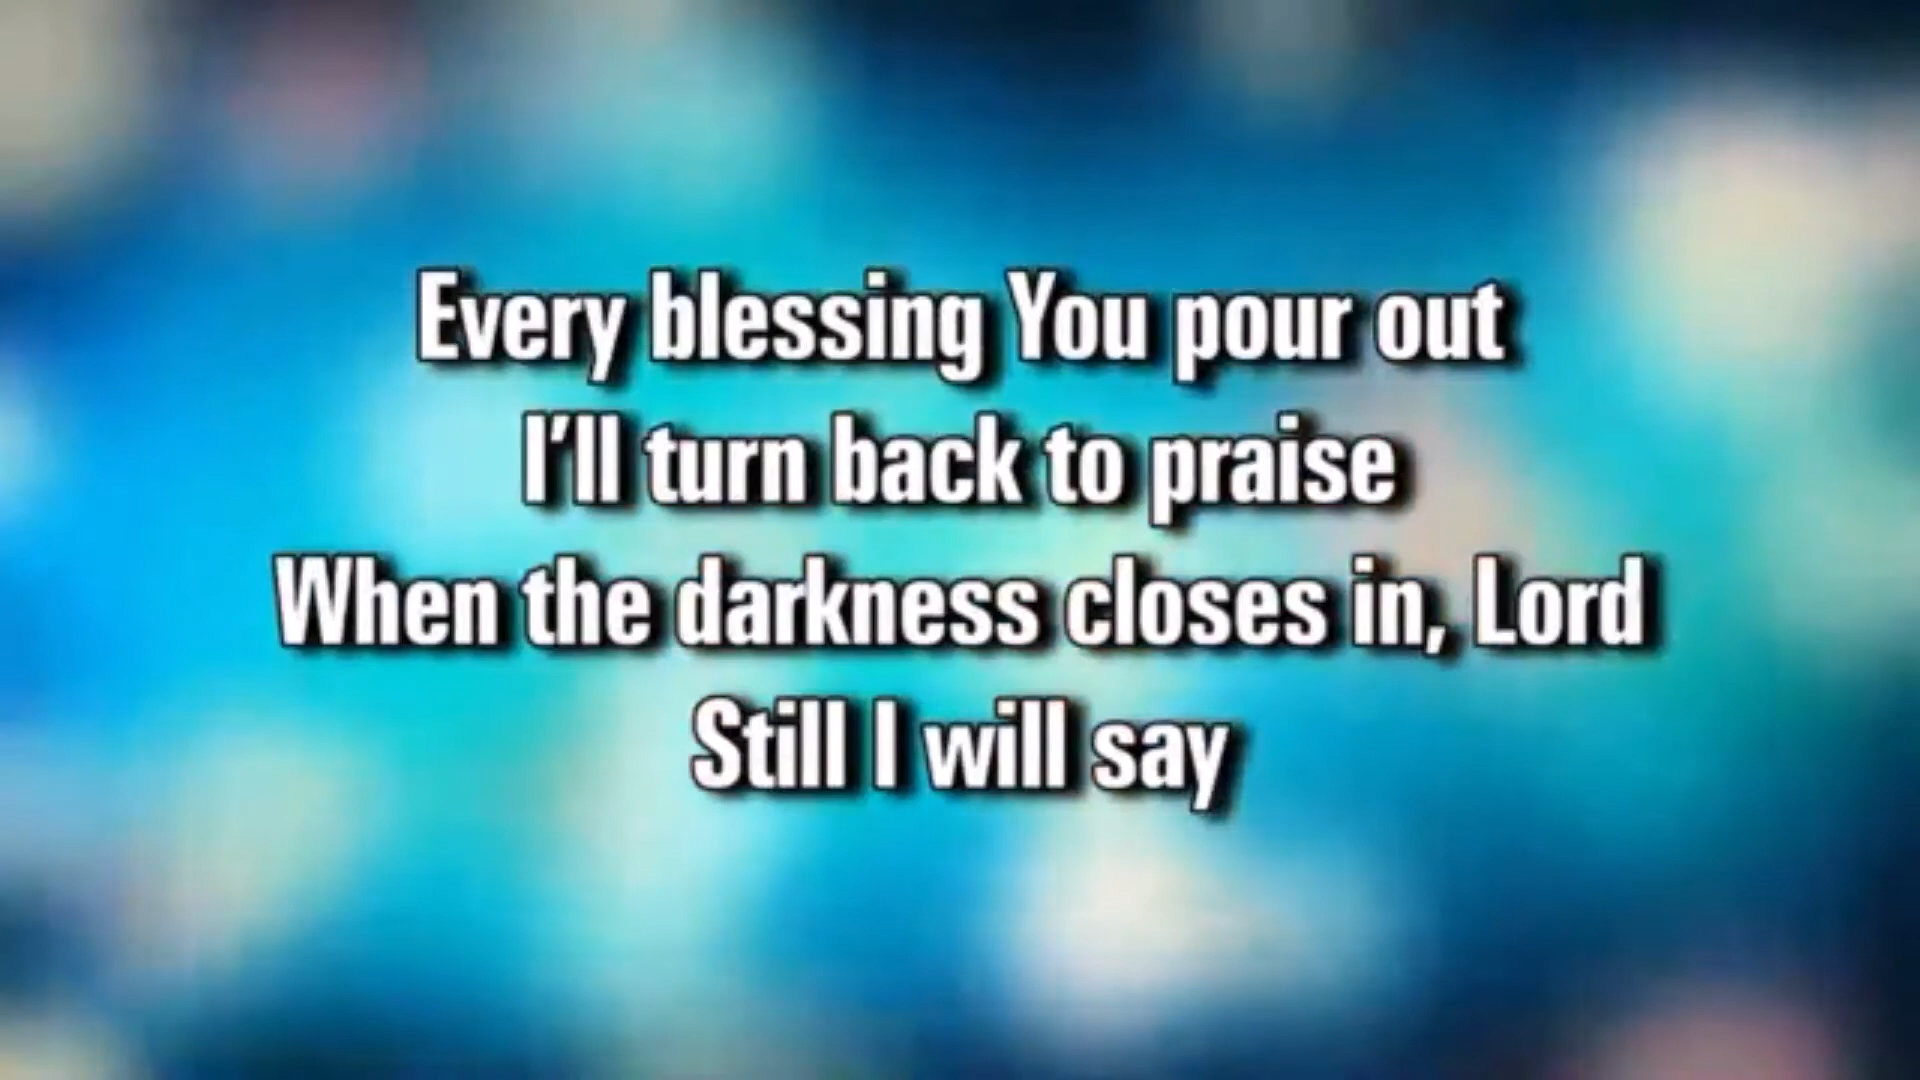 Every blessing You pour out
I'll turn back to praise
When the darkness closes in, Lord
Still I will say